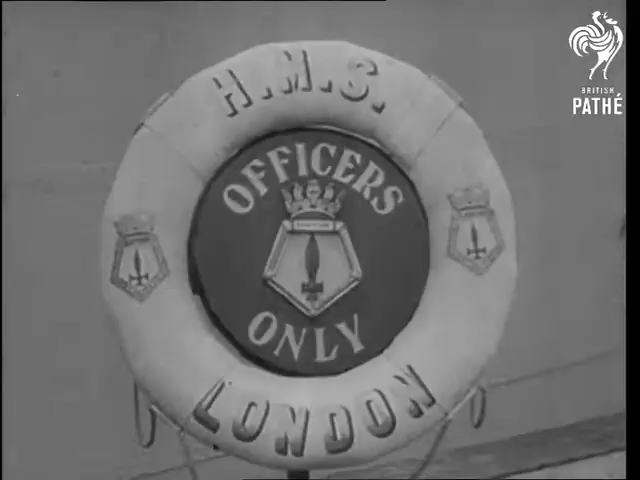 H.M.S.
OFFICERS
ONLY
LONDON
BRITISH
PATHÉ